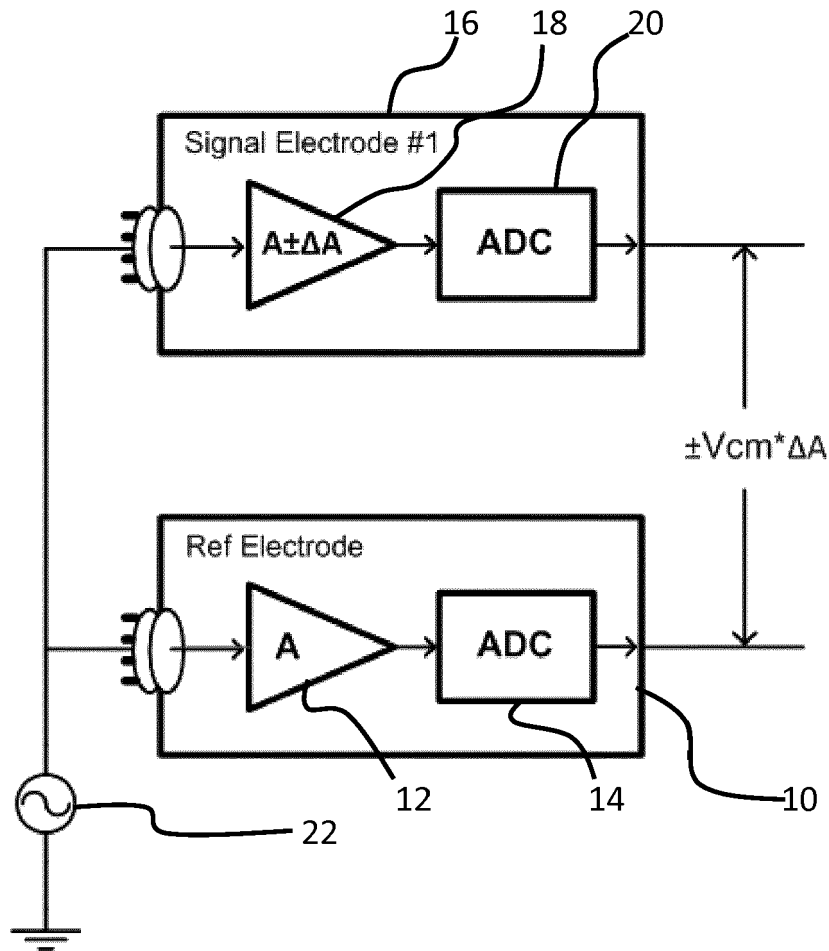 16 18 20
Signal Electrode #1
A±ΔA
ADC
±Vcm*ΔA
Ref Electrode
A
ADC
12 14 10
22